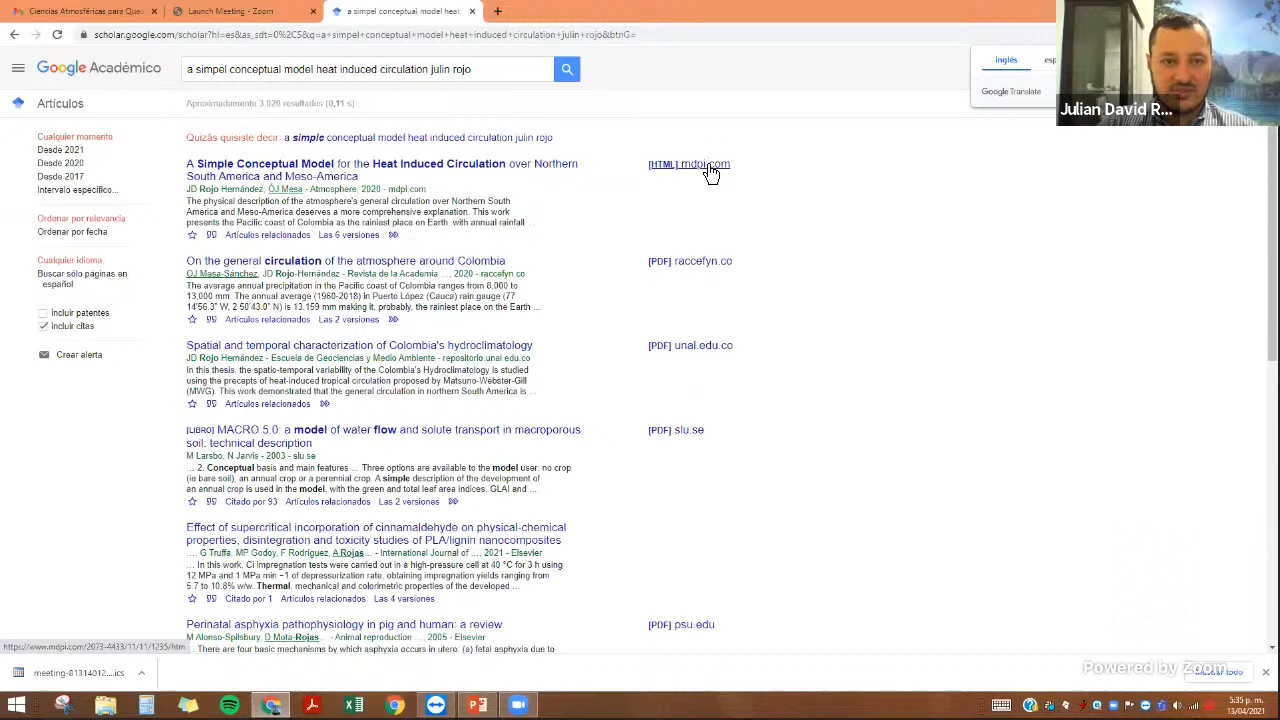 Ciencias Atmosféricas para Que
Launch Meeting - Zoom
a simpel conceptual model heat
scholar.google.com/scholar?hl=es&as_sdt=0%2C5&q=a+simpel+conceptual+model+heat+induced+circulation+julin+rojo&btnG=
Google Académico
a simpel conceptual model heat induced circulation julin rojo
inglés
esp
Google Translate
Julian David R...
Artículos
Aproximadamente 3.020 resultados (0,11 s)
Cualquier momento
Desde 2021
Desde 2020
Desde 2017
Intervalo específico...
Ordenar por relevancia
Ordenar por fecha
Cualquier idioma
Buscar sólo páginas en
español
incluir patentes
incluir citas
Crear alerta
Quizás quisiste decir: a simple conceptual model heat induced circulation julin rojo
A Simple Conceptual Model for the Heat Induced Circulation over Northern
South America and Meso-America
JD Rojo Hernández, ÓJ Mesa - Atmosphere, 2020 - mdpi.com
The physical description of the atmosphere's general circulation over Northern South
America and Meso-America deserves a more comprehensive explanation. This work
presents the Pacific coast of Colombia as the rainiest place on Earth, with annual rainfall ...
Artículos relacionados Las 6 versiones
[HTML] mdpi.com
On the general circulation of the atmosphere around Colombia
OJ Mesa-Sánchez, JD Rojo-Hernández - Revista de la Academia ..., 2020 - raccefyn.co
The average annual precipitation in the Pacific coast of Colombia ranges from 8,000 to
13,000 mm. The annual average (1960-2018) in Puerto López (Cauca) rain gauge (77
14'56.3" W, 2 50'43.0" N) is 13.159 mm making it, probably, the rainiest place on Earth ...
Artículos relacionados Las 2 versiones
[PDF] raccefyn.co
Spatial and temporal characterization of Colombia's hydroclimatology
JD Rojo Hernández - Escuela de Geociencias y Medio Ambiente - repositorio.unal.edu.co
In this thesis, the spatio-temporal variability of the Colombia's Hydroclimatology is studied
using the precepts of heat-induced tropical circulation proposed by Matsuno-Webster-Gill
(MWG). This work demonstrated that the general circulation in northern South America is ...
Artículos relacionados
[PDF] unal.edu.co
[LIBRO] MACRO 5.0: a model of water flow and solute transport in macroporous
soil: technical description
M Larsbo, N Jarvis - 2003 - slu.se
... 2. Conceptual basis and main features ... Three options are available to the model user: no crop
(ie bare soil), an annual crop or a perennial crop. A simple description of the development of
an annual crop is used in the model, with the green and total leaf area indices, GLAI and ...
Citado por 93 Artículos relacionados Las 2 versiones
[PDF] slu.se
Effect of supercritical incorporation of cinnamaldehyde on physical-chemical
properties, disintegration and toxicity studies of PLA/lignin nanocomposites
..., G Truffa, MP Godoy, F Rodríguez, A Rojas... - International Journal of ..., 2021 - Elsevier
... In this work, Ci impregnation tests were carried out in a high-pressure cell at 40 °C for 3 h using
12 MPa and 1 MPa min −1 of depressurization rate, obtaining impregnation yields ranging from
5.7 to 10.8% w/w. Thermal, mechanical and colorimetric properties of the developed ...
Citado por 1 Artículos relacionados Las 4 versiones
Perinatal asphyxia pathophysiology in pig and human: a review
M Alonso-Spilsbury, D Mota-Rojas... - Animal reproduction ..., 2005 - Elsevier
... There are four basic mechanisms by which asphyxia occurs in utero: (a) fetal asphyxia due to
[PDF] psu.edu
https://www.mdpi.com/2073-4433/11/11/1235/htm
meeting-81314012....ics
Powered by Zoom
Mostrar todo
5:35 p. m.
13/04/2021